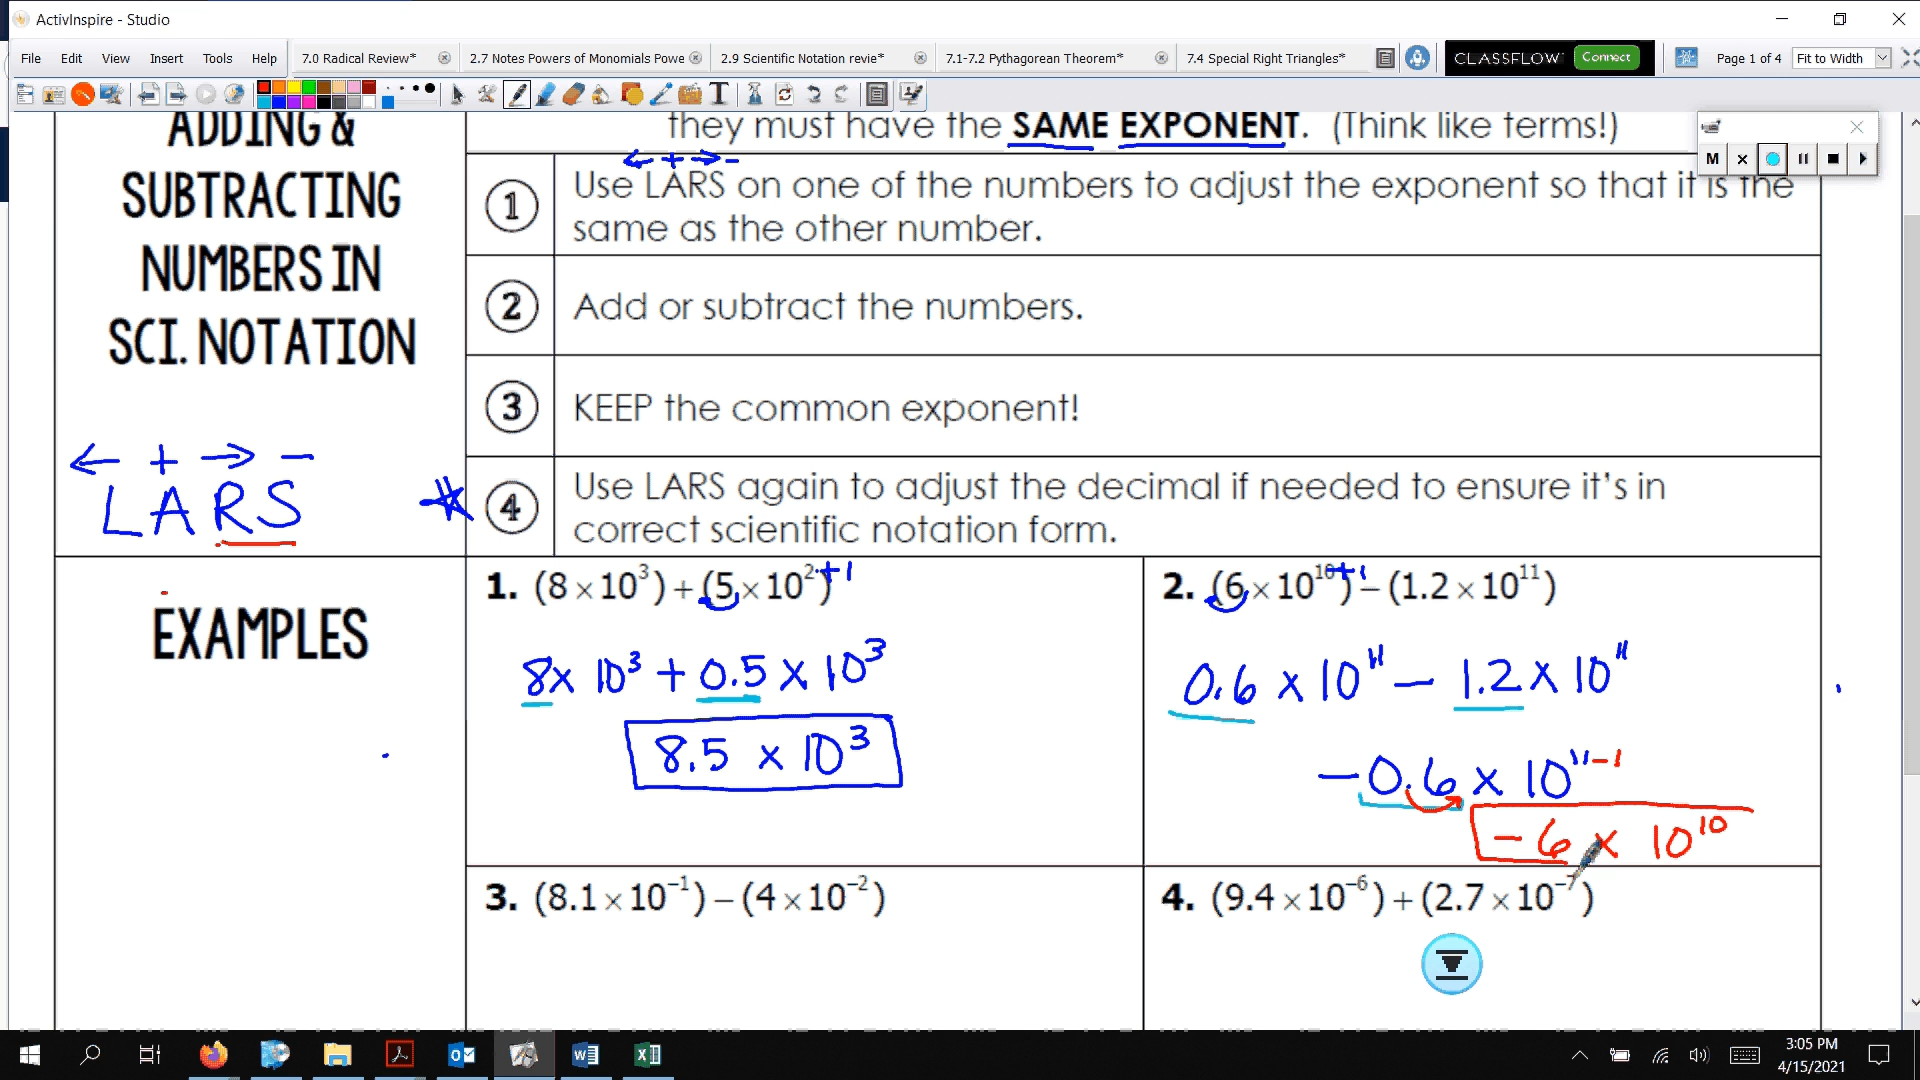 ActivInspire - Studio
File Edit View Insert Tools Help
7.0 Radical Review* 2.7 Notes Powers of Monomials Powe 2.9 Scientific Notation revie* 7.1-7.2 Pythagorean Theorem* 7.4 Special Right Triangles*
CLASSFLOW Connect
Page 1 of 4 Fit to Width
M
ADDING &
SUBTRACTING
NUMBERS IN
SCI. NOTATION
← + → −
LARS
they must have the SAME EXPONENT. (Think like terms!)
← + → −
1 Use LARS on one of the numbers to adjust the exponent so that it is the
same as the other number.
2 Add or subtract the numbers.
3 KEEP the common exponent!
4 Use LARS again to adjust the decimal if needed to ensure it's in
correct scientific notation form.
EXAMPLES
1. (8 × 10³) + (5 × 10²) +1
8 x 10³ + 0.5 x 10³
8.5 x 10³
2. (6 × 10¹⁰) +1 − (1.2 × 10¹¹)
0.6 x 10¹¹ − 1.2 x 10¹¹
−0.6 x 10¹¹⁻¹
−6 x 10¹⁰
3. (8.1 × 10⁻¹) − (4 × 10⁻²)
4. (9.4 × 10⁻⁶) + (2.7 × 10⁻⁷)
3:05 PM
4/15/2021